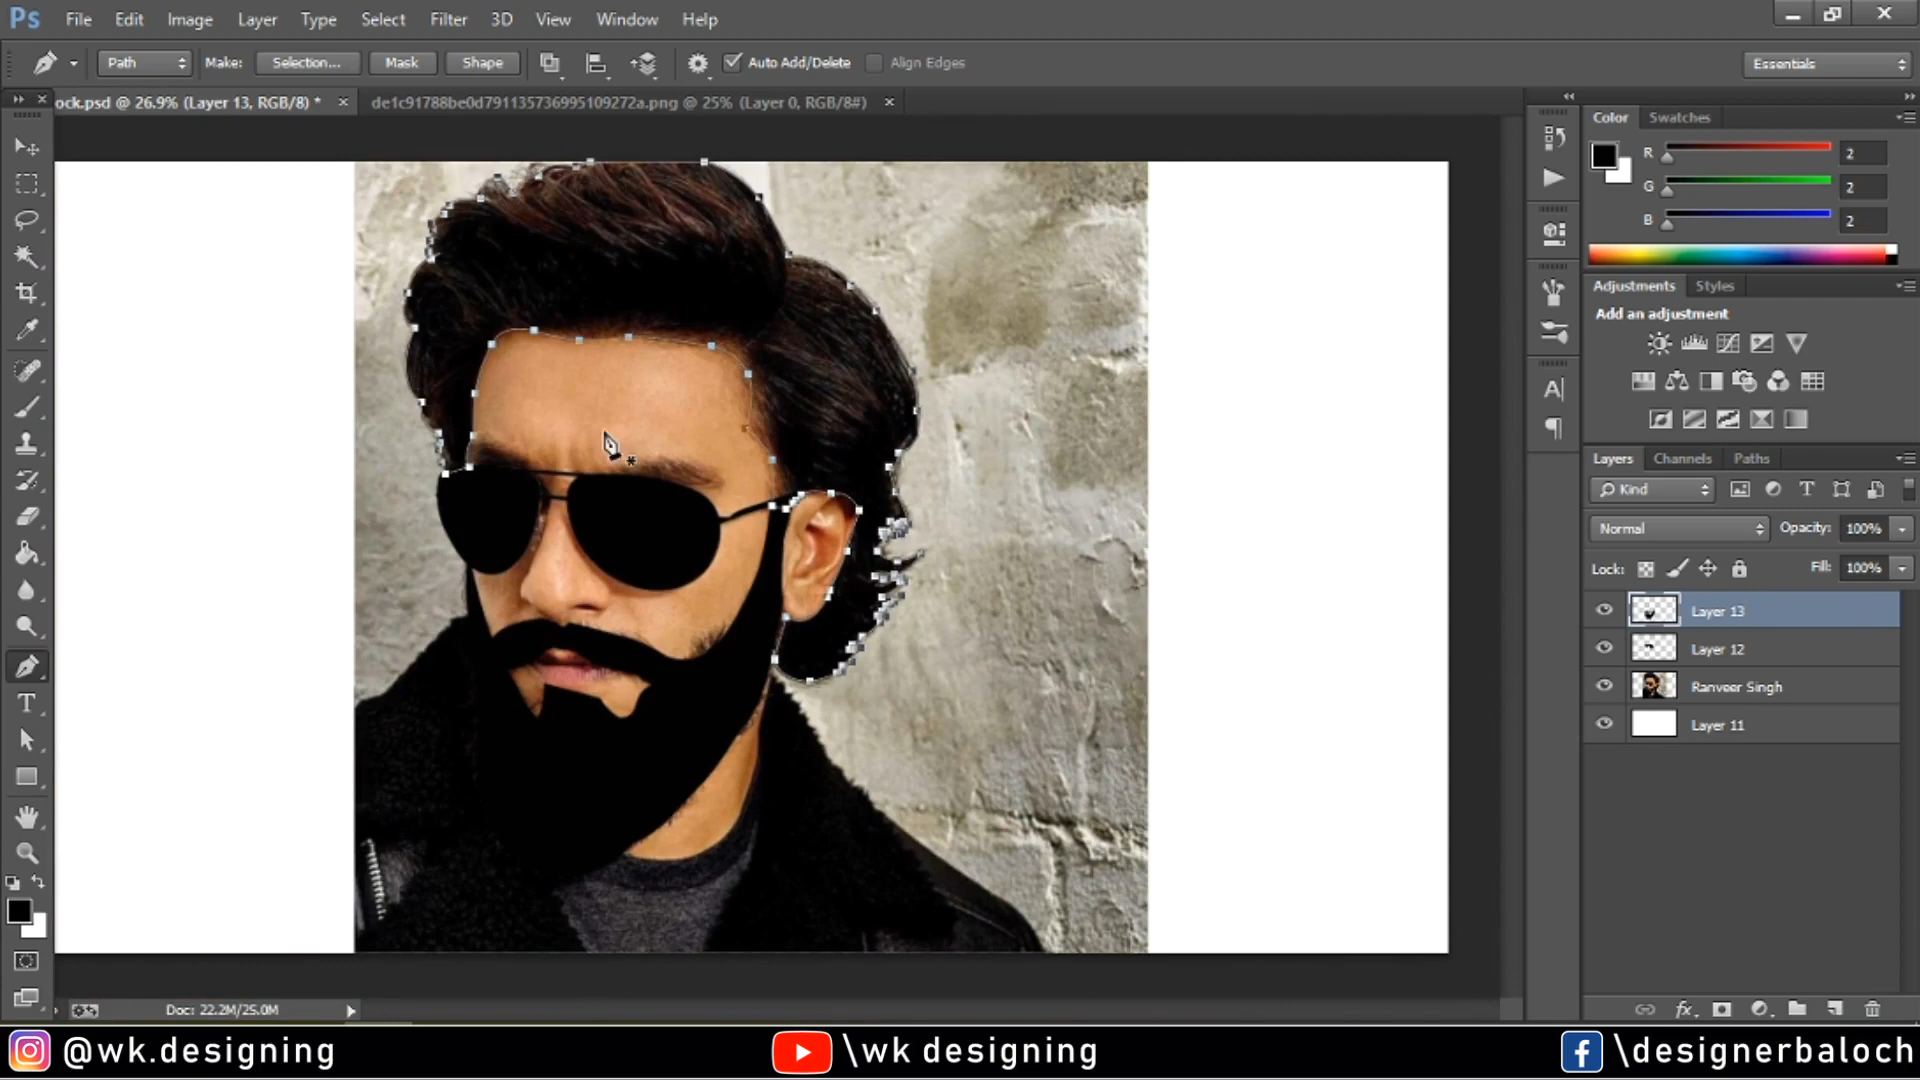 Ps File Edit Image Layer Type Select Filter 3D View Window Help
Path Make: Selection... Mask Shape Auto Add/Delete Align Edges Essentials
ock.psd @ 26.9% (Layer 13, RGB/8) * × de1c91788be0d791135736995109272a.png @ 25% (Layer 0, RGB/8#) ×
Color Swatches
R 2
G 2
B 2
Adjustments Styles
Add an adjustment
Layers Channels Paths
Kind
Normal Opacity: 100%
Lock: Fill: 100%
Layer 13
Layer 12
Ranveer Singh
Layer 11
Doc: 22.2M/25.0M
@wk.designing \wk designing \designerbaloch